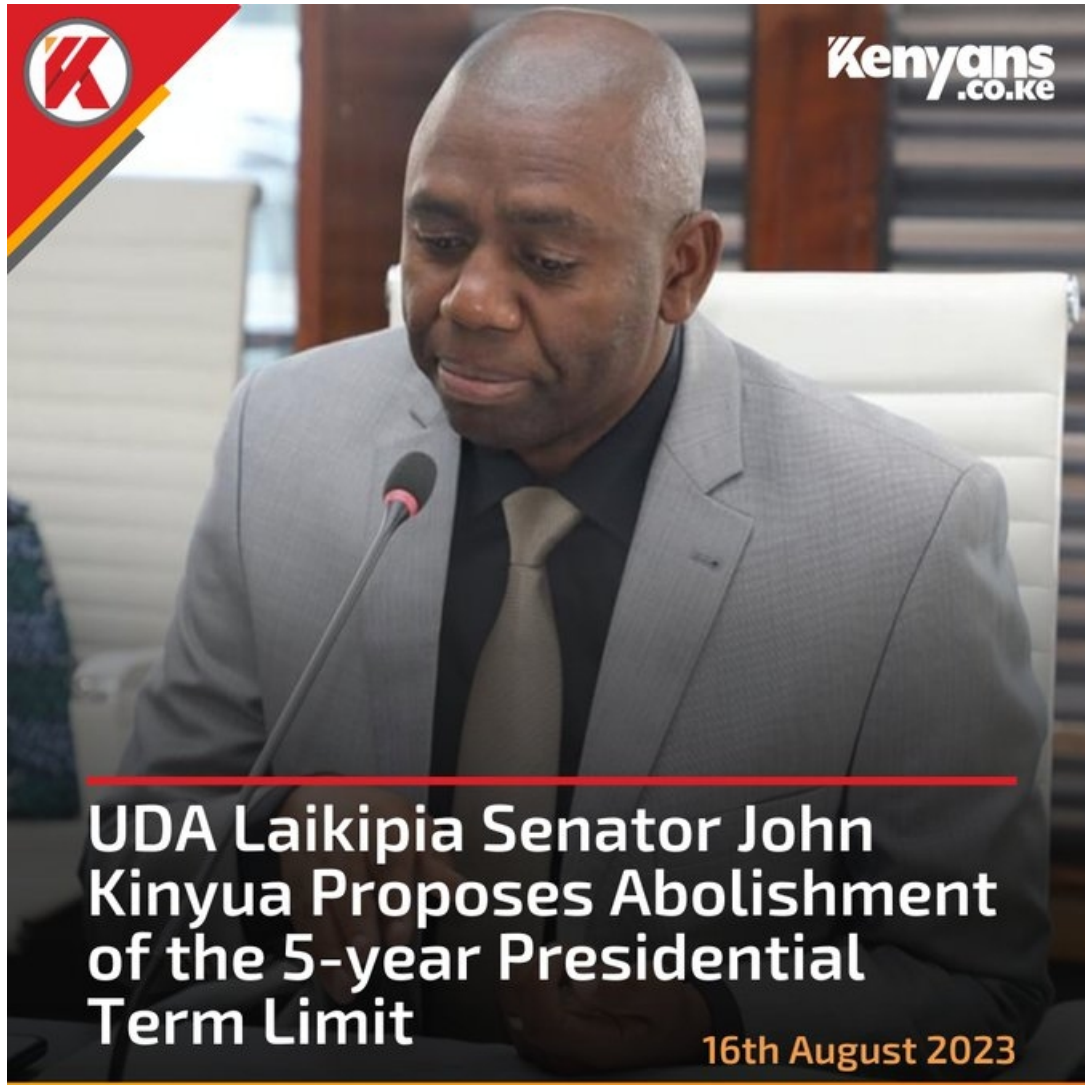 K
Kenyans
.co.ke
UDA Laikipia Senator John
Kinyua Proposes Abolishment
of the 5-year Presidential
Term Limit
16th August 2023